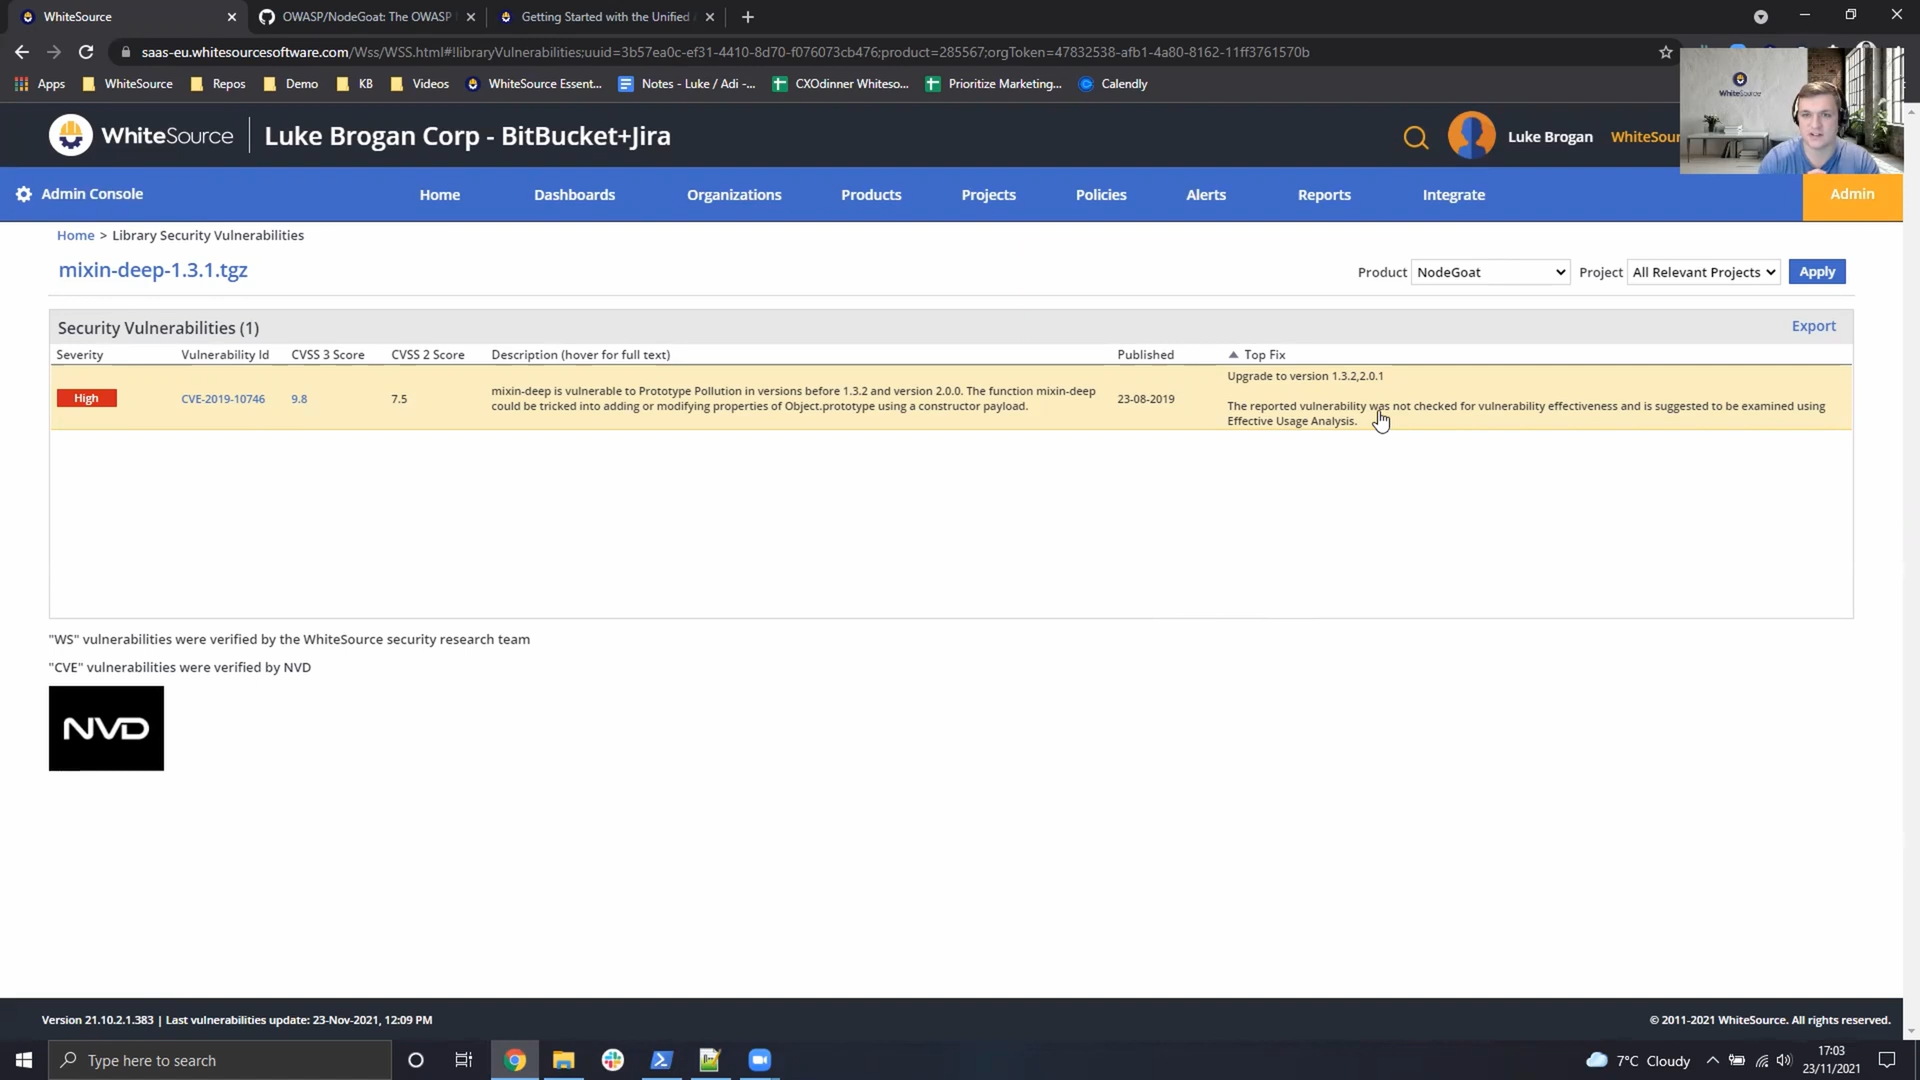 WhiteSource
OWASP/NodeGoat: The OWASP
Getting Started with the Unified
saas-eu.whitesourcesoftware.com/Wss/WSS.html#!libraryVulnerabilities;uuid=3b57ea0c-ef31-4410-8d70-f076073cb476;product=285567;orgToken=47832538-afb1-4a80-8162-11ff3761570b
Apps
WhiteSource
Repos
Demo
KB
Videos
WhiteSource Essent...
Notes - Luke / Adi -...
CXOdinner Whiteso...
Prioritize Marketing...
Calendly
WhiteSource
WhiteSource
Luke Brogan Corp - BitBucket+Jira
Luke Brogan
WhiteSour
Admin Console
Home
Dashboards
Organizations
Products
Projects
Policies
Alerts
Reports
Integrate
Admin
Home > Library Security Vulnerabilities
mixin-deep-1.3.1.tgz
Product
NodeGoat
Project
All Relevant Projects
Apply
Security Vulnerabilities (1)
Export
Severity
Vulnerability Id
CVSS 3 Score
CVSS 2 Score
Description (hover for full text)
Published
Top Fix
High
CVE-2019-10746
9.8
7.5
mixin-deep is vulnerable to Prototype Pollution in versions before 1.3.2 and version 2.0.0. The function mixin-deep
could be tricked into adding or modifying properties of Object.prototype using a constructor payload.
23-08-2019
Upgrade to version 1.3.2,2.0.1
The reported vulnerability was not checked for vulnerability effectiveness and is suggested to be examined using
Effective Usage Analysis.
"WS" vulnerabilities were verified by the WhiteSource security research team
"CVE" vulnerabilities were verified by NVD
NVD
Version 21.10.2.1.383 | Last vulnerabilities update: 23-Nov-2021, 12:09 PM
© 2011-2021 WhiteSource. All rights reserved.
Type here to search
7°C Cloudy
17:03
23/11/2021